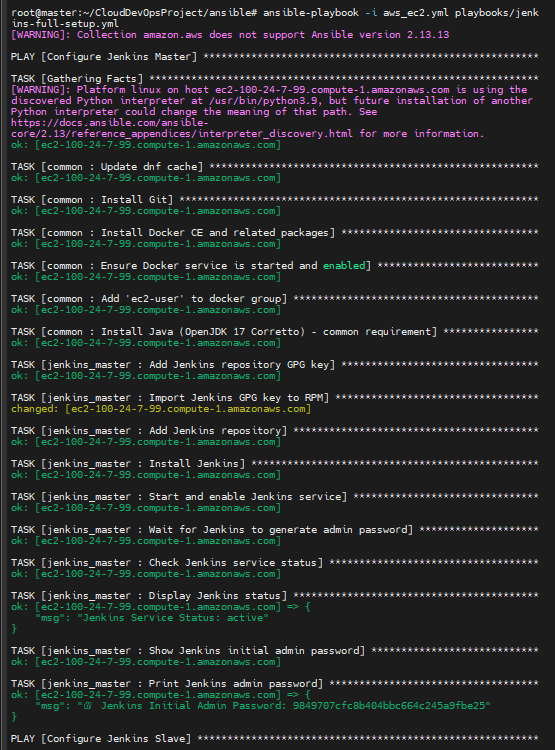 root@master:~/CloudDevOpsProject/ansible# ansible-playbook -i aws_ec2.yml playbooks/jenk
ins-full-setup.yml
[WARNING]: Collection amazon.aws does not support Ansible version 2.13.13
PLAY [Configure Jenkins Master] *********************************************************
TASK [Gathering Facts] ******************************************************************
[WARNING]: Platform linux on host ec2-100-24-7-99.compute-1.amazonaws.com is using the
discovered Python interpreter at /usr/bin/python3.9, but future installation of another
Python interpreter could change the meaning of that path. See
https://docs.ansible.com/ansible-
core/2.13/reference_appendices/interpreter_discovery.html for more information.
ok: [ec2-100-24-7-99.compute-1.amazonaws.com]
TASK [common : Update dnf cache] ********************************************************
ok: [ec2-100-24-7-99.compute-1.amazonaws.com]
TASK [common : Install Git] *************************************************************
ok: [ec2-100-24-7-99.compute-1.amazonaws.com]
TASK [common : Install Docker CE and related packages] **********************************
ok: [ec2-100-24-7-99.compute-1.amazonaws.com]
TASK [common : Ensure Docker service is started and enabled] ****************************
ok: [ec2-100-24-7-99.compute-1.amazonaws.com]
TASK [common : Add 'ec2-user' to docker group] ******************************************
ok: [ec2-100-24-7-99.compute-1.amazonaws.com]
TASK [common : Install Java (OpenJDK 17 Corretto) - common requirement] *****************
ok: [ec2-100-24-7-99.compute-1.amazonaws.com]
TASK [jenkins_master : Add Jenkins repository GPG key] **********************************
ok: [ec2-100-24-7-99.compute-1.amazonaws.com]
TASK [jenkins_master : Import Jenkins GPG key to RPM] ***********************************
changed: [ec2-100-24-7-99.compute-1.amazonaws.com]
TASK [jenkins_master : Add Jenkins repository] ******************************************
ok: [ec2-100-24-7-99.compute-1.amazonaws.com]
TASK [jenkins_master : Install Jenkins] *************************************************
ok: [ec2-100-24-7-99.compute-1.amazonaws.com]
TASK [jenkins_master : Start and enable Jenkins service] ********************************
ok: [ec2-100-24-7-99.compute-1.amazonaws.com]
TASK [jenkins_master : Wait for Jenkins to generate admin password] *********************
ok: [ec2-100-24-7-99.compute-1.amazonaws.com]
TASK [jenkins_master : Check Jenkins service status] ************************************
ok: [ec2-100-24-7-99.compute-1.amazonaws.com]
TASK [jenkins_master : Display Jenkins status] ******************************************
ok: [ec2-100-24-7-99.compute-1.amazonaws.com] => {
    "msg": "Jenkins Service Status: active"
}
TASK [jenkins_master : Show Jenkins initial admin password] *****************************
ok: [ec2-100-24-7-99.compute-1.amazonaws.com]
TASK [jenkins_master : Print Jenkins admin password] ************************************
ok: [ec2-100-24-7-99.compute-1.amazonaws.com] => {
    "msg": "🔐 Jenkins Initial Admin Password: 9849707cfc8b404bbc664c245a9fbe25"
}
PLAY [Configure Jenkins Slave] **********************************************************